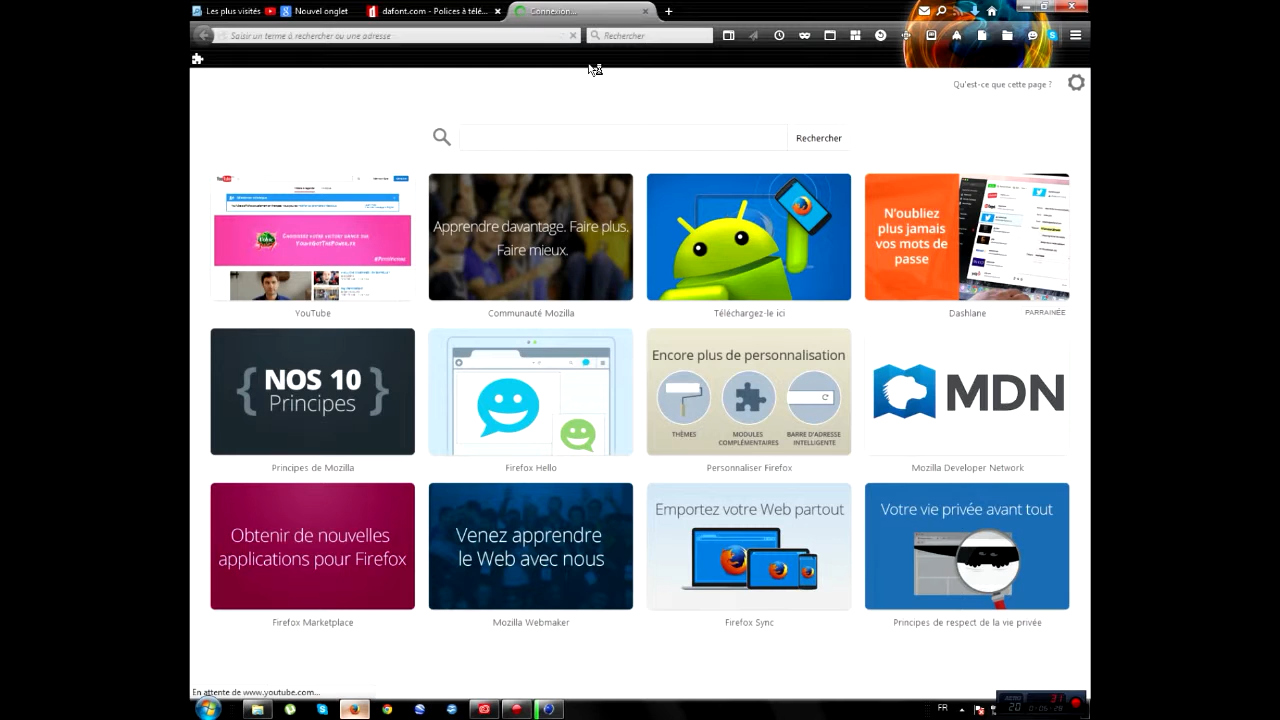 Les plus visités
Nouvel onglet
dafont.com - Polices à télé...
Connexion...
Saisir un terme à rechercher ou une adresse
Rechercher
Qu'est-ce que cette page ?
Rechercher
Apprendre davantage. Faire plus.
Faire mieux.
N'oubliez
plus jamais
vos mots de
passe
YouTube
Communauté Mozilla
Téléchargez-le ici
Dashlane
PARRAINÉE
{ NOS 10
Principes }
Encore plus de personnalisation
THÈMES
MODULES
COMPLÉMENTAIRES
BARRE D'ADRESSE
INTELLIGENTE
MDN
Principes de Mozilla
Firefox Hello
Personnaliser Firefox
Mozilla Developer Network
Obtenir de nouvelles
applications pour Firefox
Venez apprendre
le Web avec nous
Emportez votre Web partout
Votre vie privée avant tout
Firefox Marketplace
Mozilla Webmaker
Firefox Sync
Principes de respect de la vie privée
En attente de www.youtube.com...
FR
20